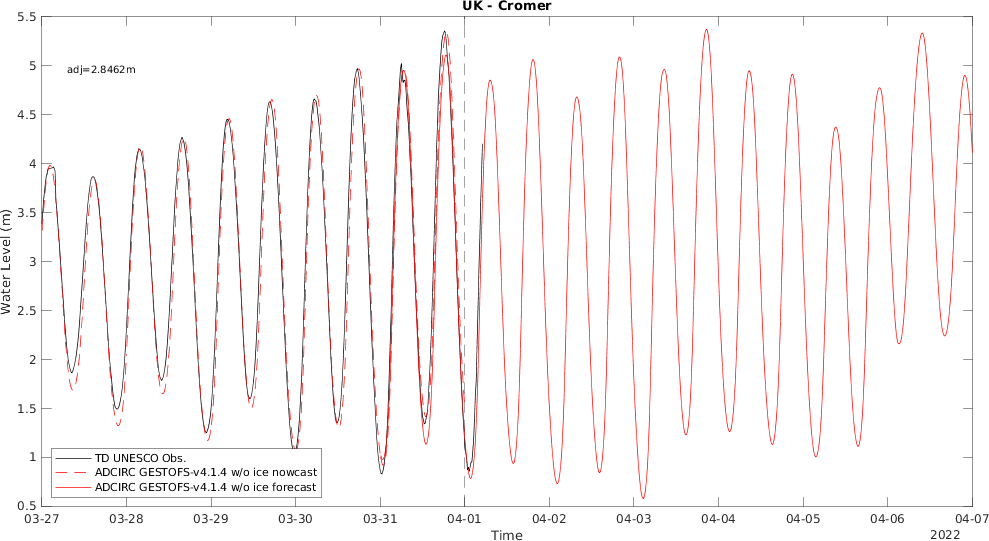 UK - Cromer
adj=2.8462m
5.5
5
4.5
4
3.5
3
2.5
2
1.5
1
0.5
Water Level (m)
TD UNESCO Obs.
ADCIRC GESTOFS-v4.1.4 w/o ice nowcast
ADCIRC GESTOFS-v4.1.4 w/o ice forecast
03-27 03-28 03-29 03-30 03-31 04-01 04-02 04-03 04-04 04-05 04-06 04-07
Time
2022